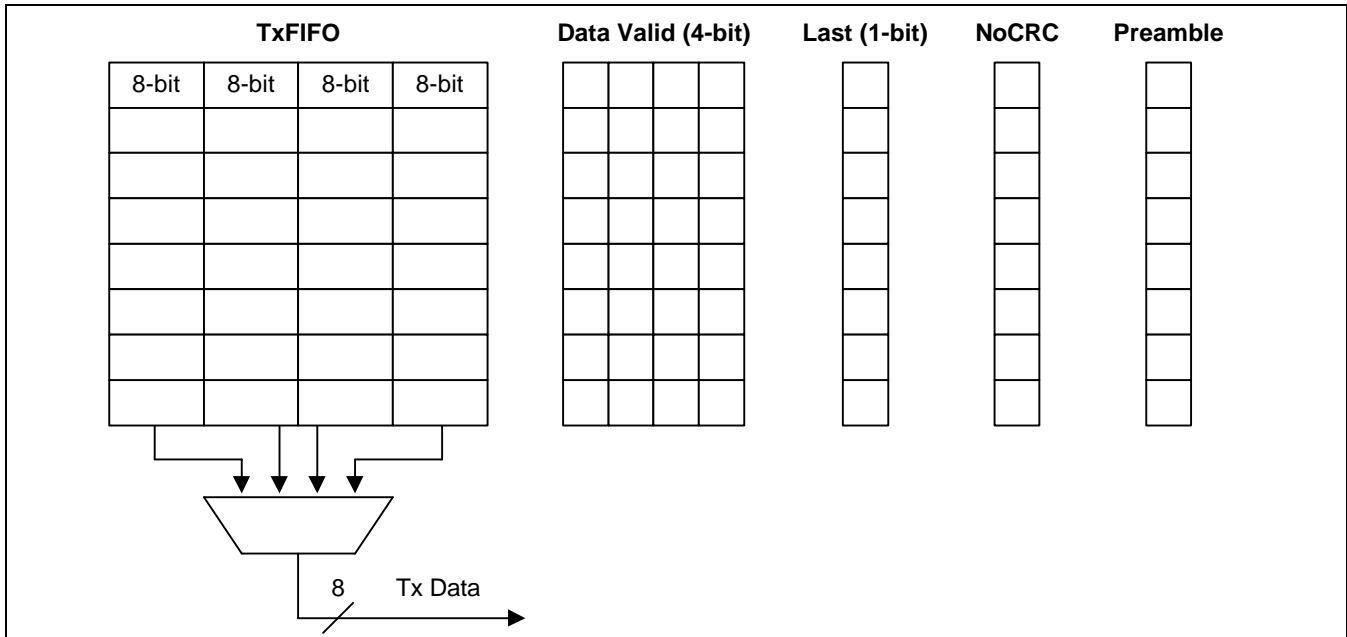 TxFIFO Data Valid (4-bit) Last (1-bit) NoCRC Preamble
8-bit 8-bit 8-bit 8-bit
8 Tx Data